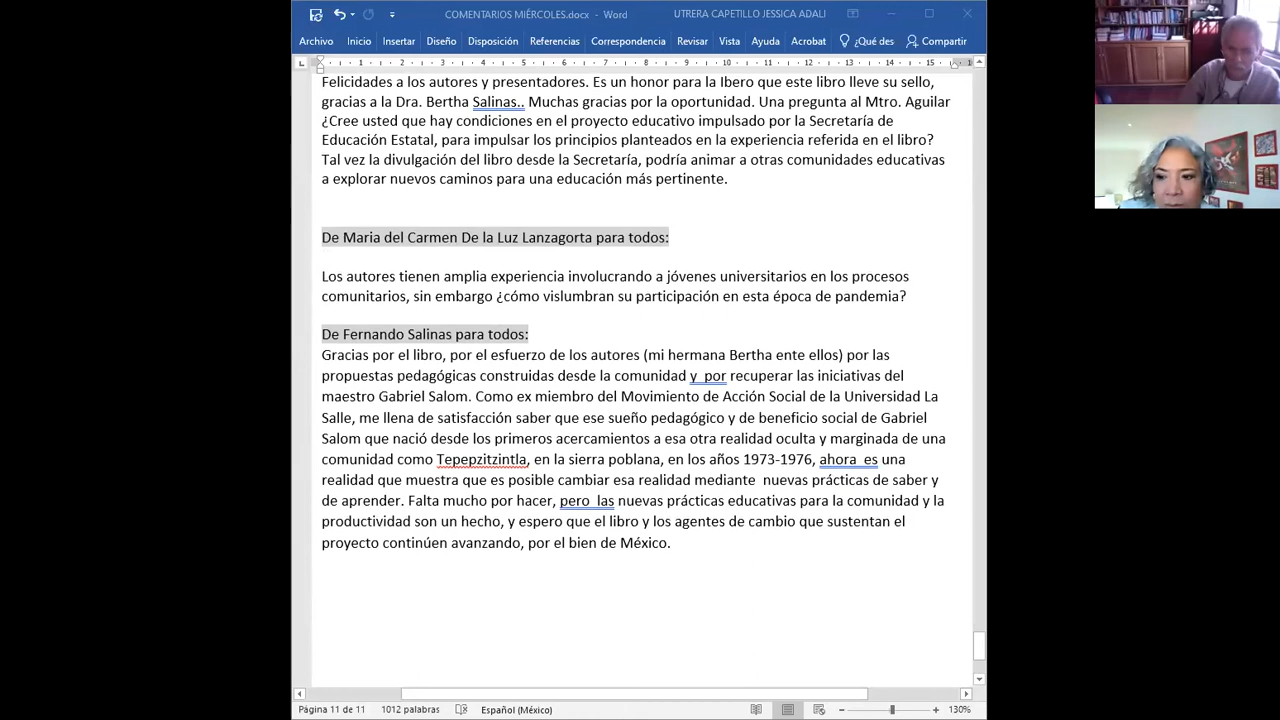 COMENTARIOS MIÉRCOLES.docx - Word
UTRERA CAPETILLO JESSICA ADALI
Archivo Inicio Insertar Diseño Disposición Referencias Correspondencia Revisar Vista Ayuda Acrobat ¿Qué des Compartir
1 2 3 4 5 6 7 8 9 10 11 12 13 14 15
Felicidades a los autores y presentadores. Es un honor para la Ibero que este libro lleve su sello,
gracias a la Dra. Bertha Salinas.. Muchas gracias por la oportunidad. Una pregunta al Mtro. Aguilar
¿Cree usted que hay condiciones en el proyecto educativo impulsado por la Secretaría de
Educación Estatal, para impulsar los principios planteados en la experiencia referida en el libro?
Tal vez la divulgación del libro desde la Secretaría, podría animar a otras comunidades educativas
a explorar nuevos caminos para una educación más pertinente.
De Maria del Carmen De la Luz Lanzagorta para todos:
Los autores tienen amplia experiencia involucrando a jóvenes universitarios en los procesos
comunitarios, sin embargo ¿cómo vislumbran su participación en esta época de pandemia?
De Fernando Salinas para todos:
Gracias por el libro, por el esfuerzo de los autores (mi hermana Bertha ente ellos) por las
propuestas pedagógicas construidas desde la comunidad y  por recuperar las iniciativas del
maestro Gabriel Salom. Como ex miembro del Movimiento de Acción Social de la Universidad La
Salle, me llena de satisfacción saber que ese sueño pedagógico y de beneficio social de Gabriel
Salom que nació desde los primeros acercamientos a esa otra realidad oculta y marginada de una
comunidad como Tepepzitzintla, en la sierra poblana, en los años 1973-1976, ahora  es una
realidad que muestra que es posible cambiar esa realidad mediante  nuevas prácticas de saber y
de aprender. Falta mucho por hacer, pero  las nuevas prácticas educativas para la comunidad y la
productividad son un hecho, y espero que el libro y los agentes de cambio que sustentan el
proyecto continúen avanzando, por el bien de México.
Página 11 de 11 1012 palabras Español (México) 130%